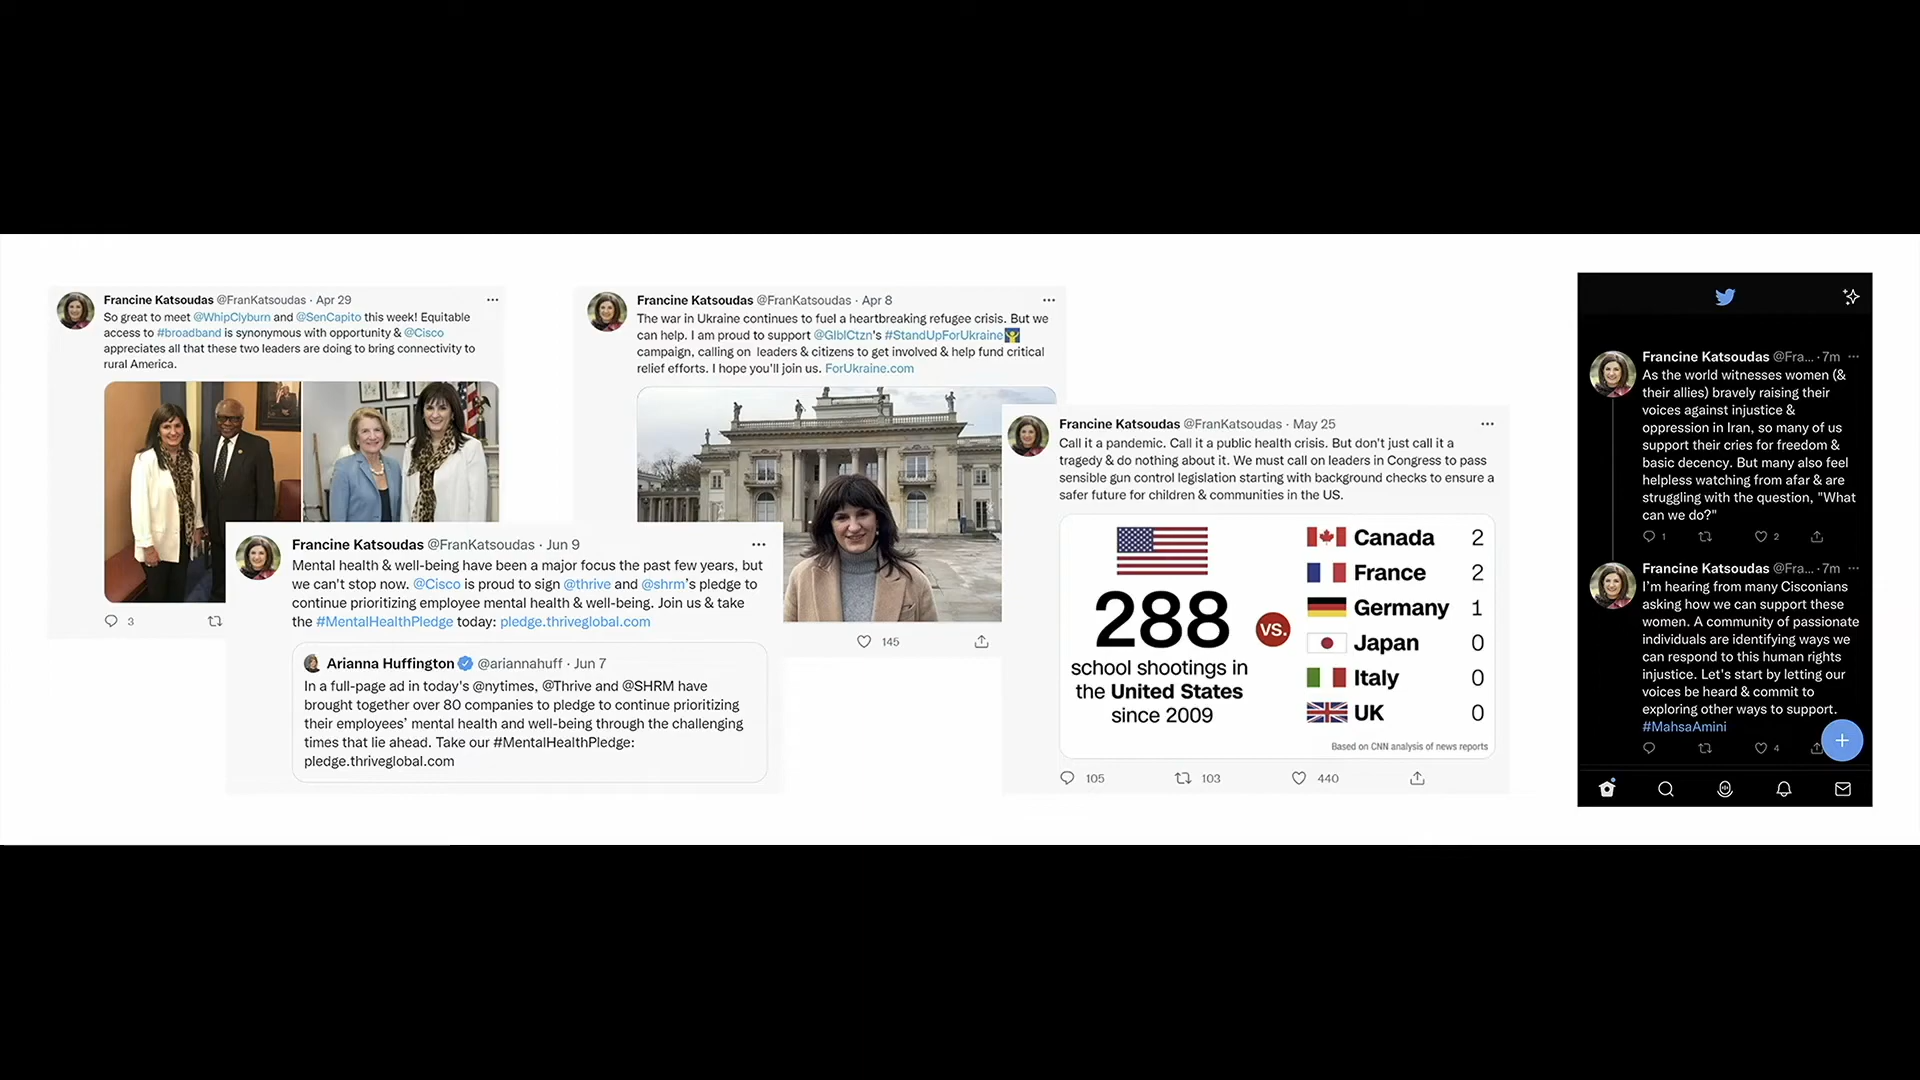 Francine Katsoudas @FranKatsoudas · Apr 29
So great to meet @WhipClyburn and @SenCapito this week! Equitable
access to #broadband is synonymous with opportunity & @Cisco
appreciates all that these two leaders are doing to bring connectivity to
rural America.
3
Francine Katsoudas @FranKatsoudas · Jun 9
Mental health & well-being have been a major focus the past few years, but
we can't stop now. @Cisco is proud to sign @thrive and @shrm's pledge to
continue prioritizing employee mental health & well-being. Join us & take
the #MentalHealthPledge today: pledge.thriveglobal.com
Arianna Huffington @ariannahuff · Jun 7
In a full-page ad in today's @nytimes, @Thrive and @SHRM have
brought together over 80 companies to pledge to continue prioritizing
their employees' mental health and well-being through the challenging
times that lie ahead. Take our #MentalHealthPledge:
pledge.thriveglobal.com
Francine Katsoudas @FranKatsoudas · Apr 8
The war in Ukraine continues to fuel a heartbreaking refugee crisis. But we
can help. I am proud to support @GlblCtzn's #StandUpForUkraine
campaign, calling on leaders & citizens to get involved & help fund critical
relief efforts. I hope you'll join us. ForUkraine.com
145
Francine Katsoudas @FranKatsoudas · May 25
Call it a pandemic. Call it a public health crisis. But don't just call it a
tragedy & do nothing about it. We must call on leaders in Congress to pass
sensible gun control legislation starting with background checks to ensure a
safer future for children & communities in the US.
288
school shootings in
the United States
since 2009
VS.
Canada 2
France 2
Germany 1
Japan 0
Italy 0
UK 0
Based on CNN analysis of news reports
105 103 440
Francine Katsoudas @Fra... · 7m
As the world witnesses women (&
their allies) bravely raising their
voices against injustice &
oppression in Iran, so many of us
support their cries for freedom &
basic decency. But many also feel
helpless watching from afar & are
struggling with the question, "What
can we do?"
1 2
Francine Katsoudas @Fra... · 7m
I'm hearing from many Cisconians
asking how we can support these
women. A community of passionate
individuals are identifying ways we
can respond to this human rights
injustice. Let's start by letting our
voices be heard & commit to
exploring other ways to support.
#MahsaAmini
4